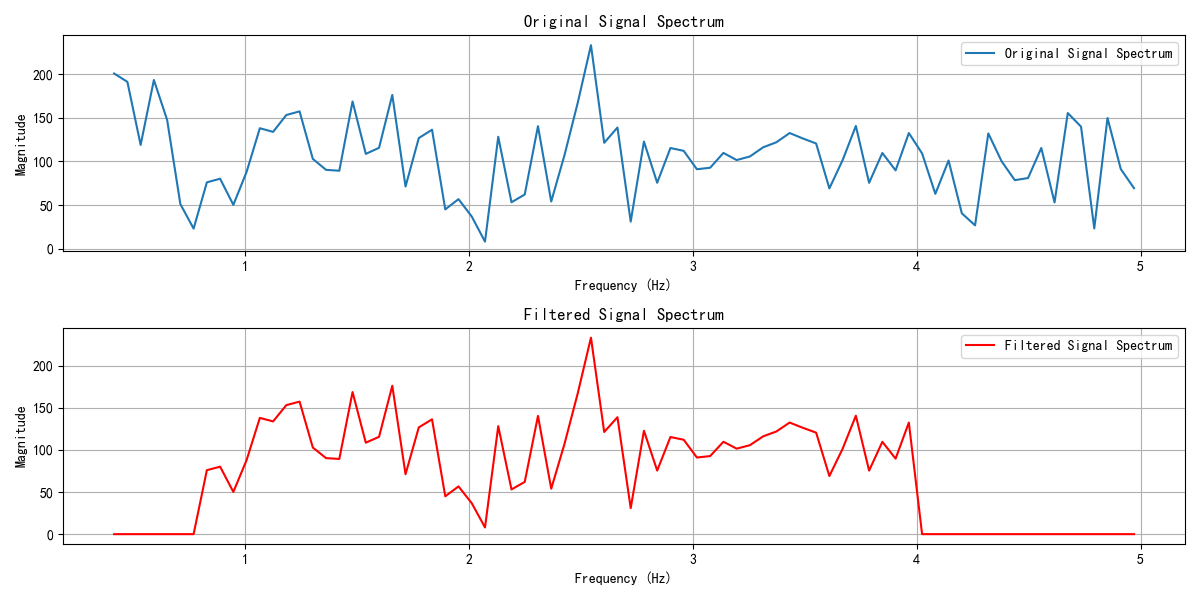 Original Signal Spectrum
Original Signal Spectrum
Magnitude
200
150
100
50
0
1 2 3 4 5
Frequency (Hz)
Filtered Signal Spectrum
Filtered Signal Spectrum
Magnitude
200
150
100
50
0
1 2 3 4 5
Frequency (Hz)